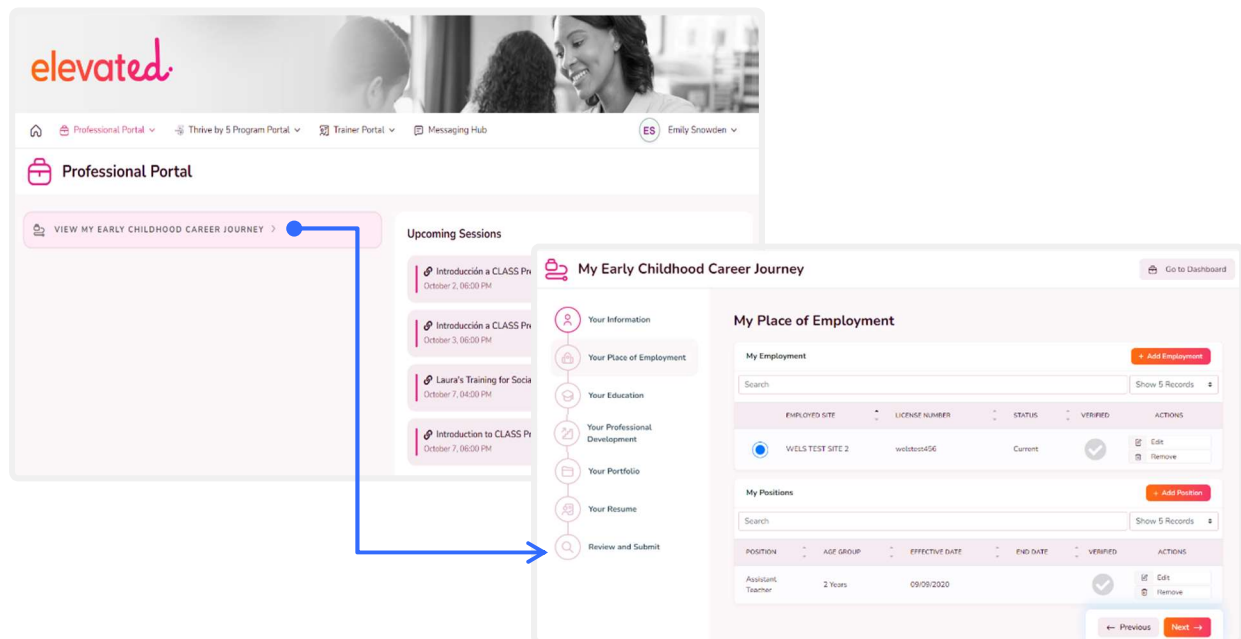 elevated.
Professional Portal
Thrive by 5 Program Portal
Trainer Portal
Messaging Hub
ES
Emily Snowden
Professional Portal
VIEW MY EARLY CHILDHOOD CAREER JOURNEY
Upcoming Sessions
Introducción a CLASS
October 2, 06:00 PM
Introducción a CLASS
October 3, 06:00 PM
Laura's Training for
October 7, 04:00 PM
Introduction to CLASS
October 7, 06:00 PM
My Early Childhood Career Journey
Go to Dashboard
Your Information
Your Place of Employment
Your Education
Your Professional
Development
Your Portfolio
Your Resume
Review and Submit
My Place of Employment
My Employment
+ Add Employment
Search
Show 5 Records
EMPLOYED SITE LICENSE NUMBER STATUS VERIFIED ACTIONS
WELS TEST SITE 2 welstest456 Current
Edit
Remove
My Positions
+ Add Position
Search
Show 5 Records
POSITION AGE GROUP EFFECTIVE DATE END DATE VERIFIED ACTIONS
Assistant
Teacher
2 Years 09/09/2020
Edit
Remove
← Previous
Next →